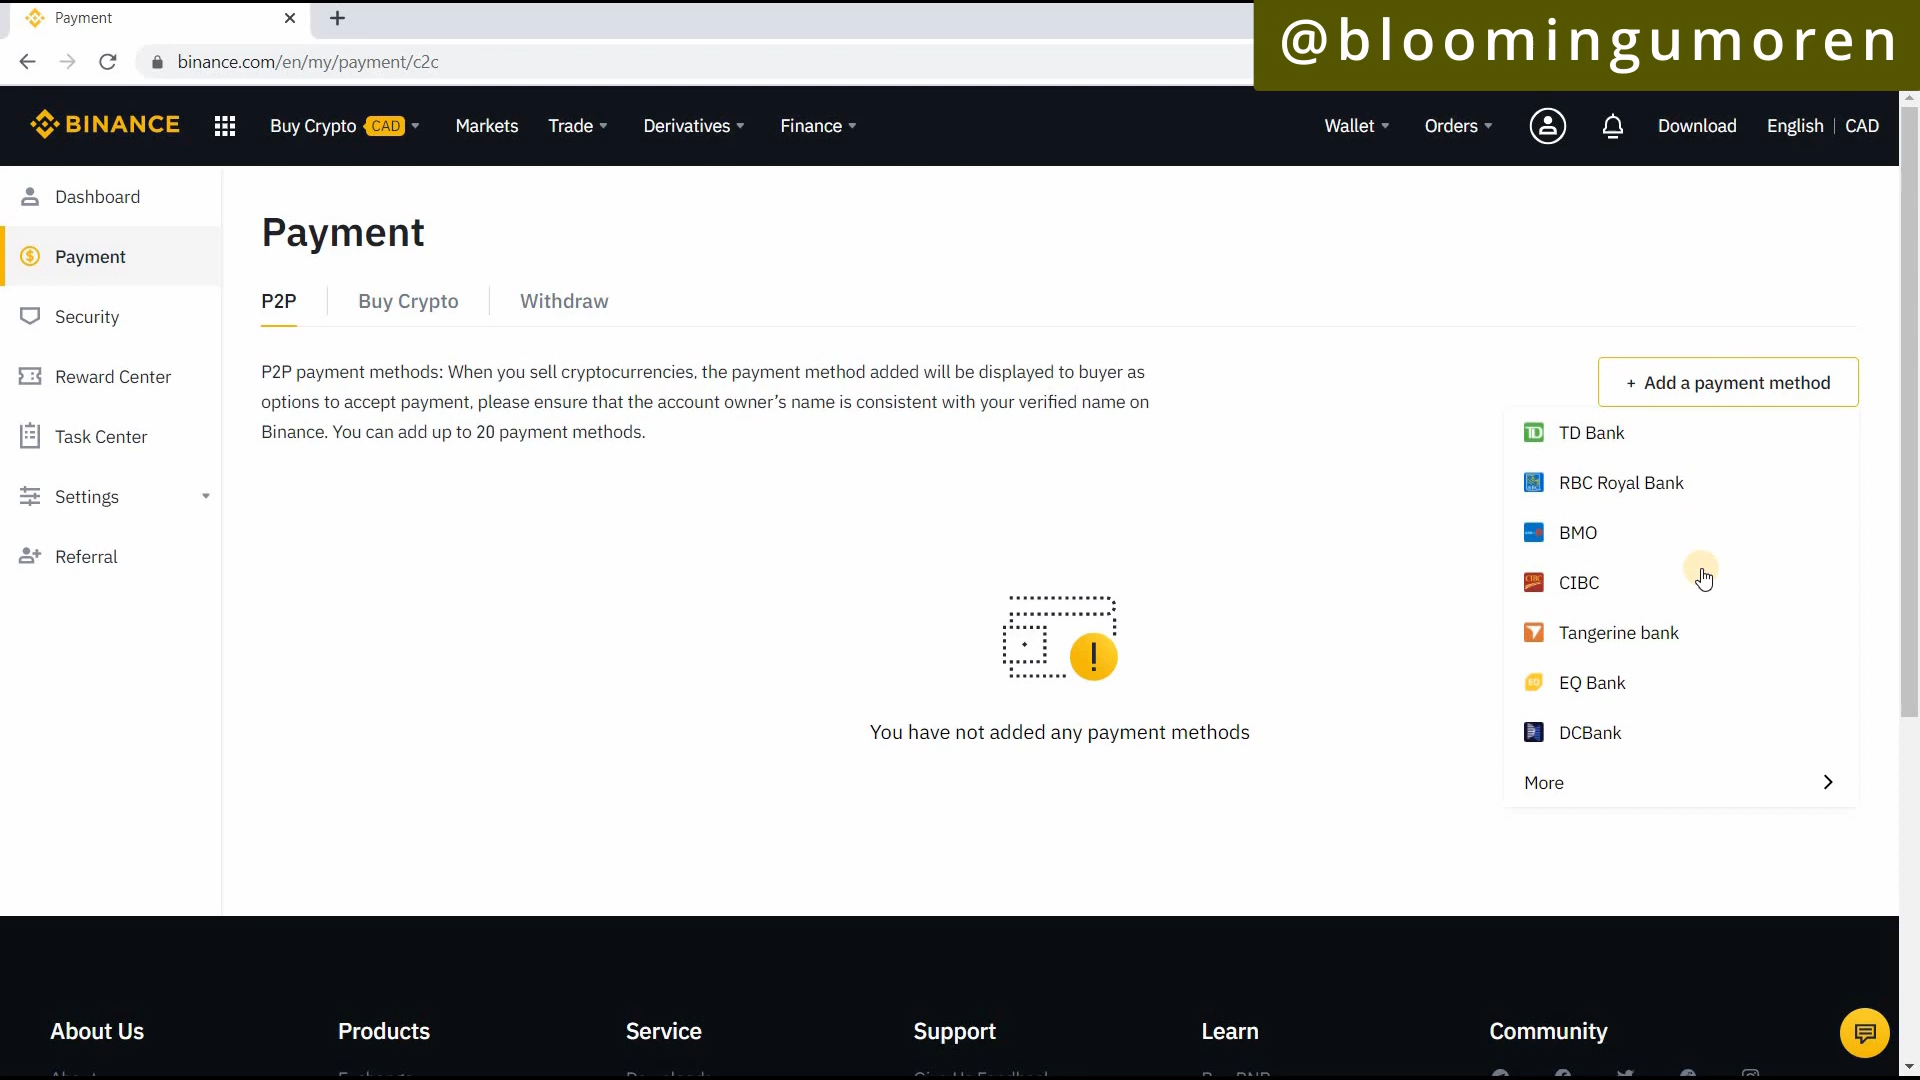 Payment
@bloomingumoren
binance.com/en/my/payment/c2c
BINANCE
Buy Crypto CAD Markets Trade Derivatives Finance Wallet Orders Download English | CAD
Dashboard
Payment
Security
Reward Center
Task Center
Settings
Referral
Payment
P2P Buy Crypto Withdraw
P2P payment methods: When you sell cryptocurrencies, the payment method added will be displayed to buyer as
options to accept payment, please ensure that the account owner’s name is consistent with your verified name on
Binance. You can add up to 20 payment methods.
+ Add a payment method
TD Bank
RBC Royal Bank
BMO
CIBC
Tangerine bank
EQ Bank
DCBank
More
You have not added any payment methods
About Us Products Service Support Learn Community